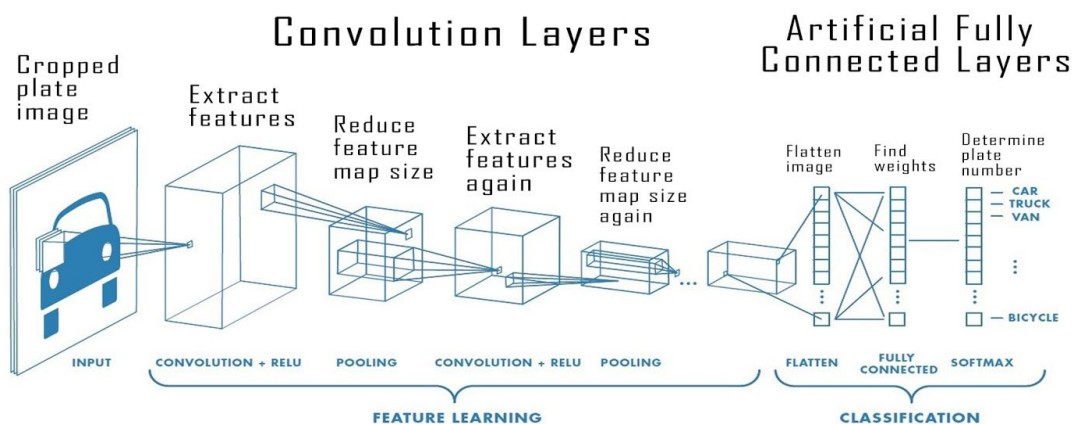 Convolution Layers
Artificial Fully
Connected Layers
Cropped
plate
image
Extract
features
Reduce
feature
map size
Extract
features
again
Reduce
feature
map size
again
Flatten
image
Find
weights
Determine
plate
number
CAR
TRUCK
VAN
BICYCLE
INPUT
CONVOLUTION + RELU
POOLING
CONVOLUTION + RELU
POOLING
FLATTEN
FULLY
CONNECTED
SOFTMAX
FEATURE LEARNING
CLASSIFICATION